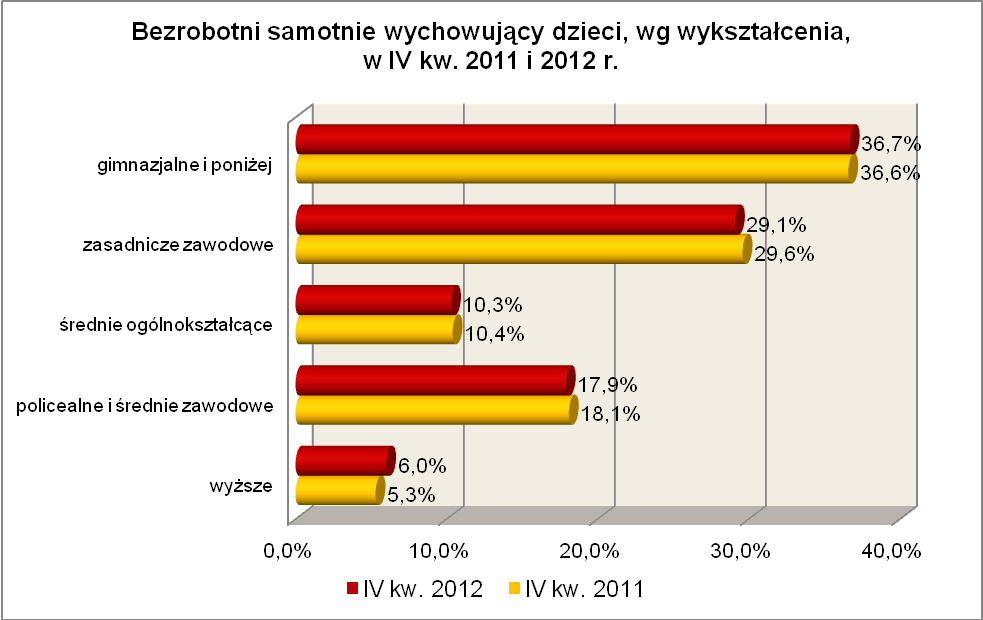 Bezrobotni samotnie wychowujący dzieci, wg wykształcenia,
w IV kw. 2011 i 2012 r.
gimnazjalne i poniżej
36,7%
36,6%
zasadnicze zawodowe
29,1%
29,6%
średnie ogólnokształcące
10,3%
10,4%
policealne i średnie zawodowe
17,9%
18,1%
wyższe
6,0%
5,3%
0,0% 10,0% 20,0% 30,0% 40,0%
IV kw. 2012 IV kw. 2011